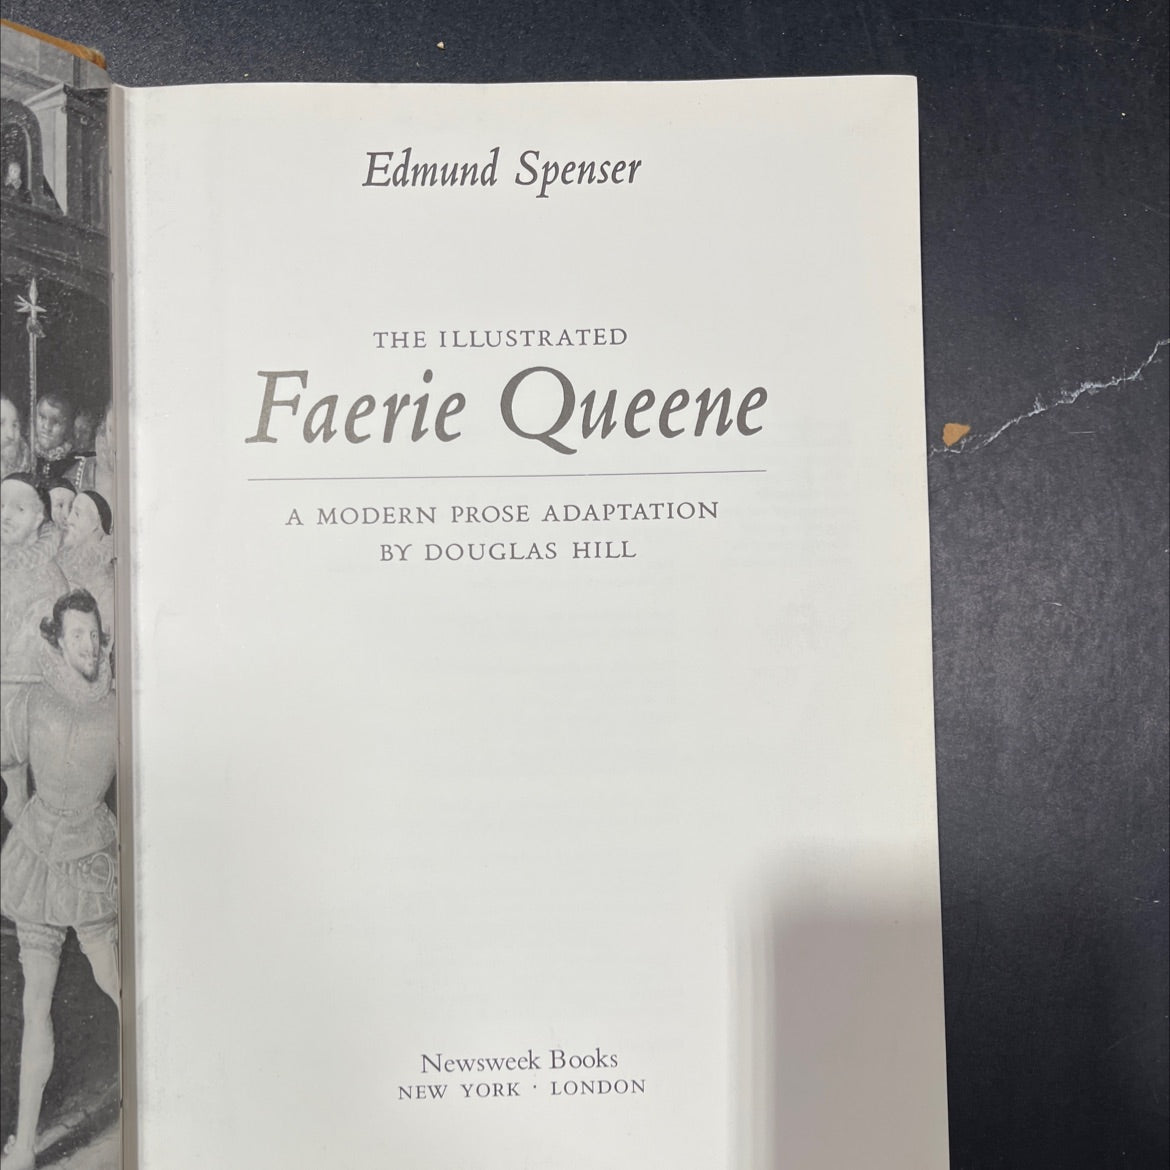 Edmund Spenser
THE ILLUSTRATED
Faerie Queene
A MODERN PROSE ADAPTATION
BY DOUGLAS HILL
Newsweek Books
NEW YORK · LONDON